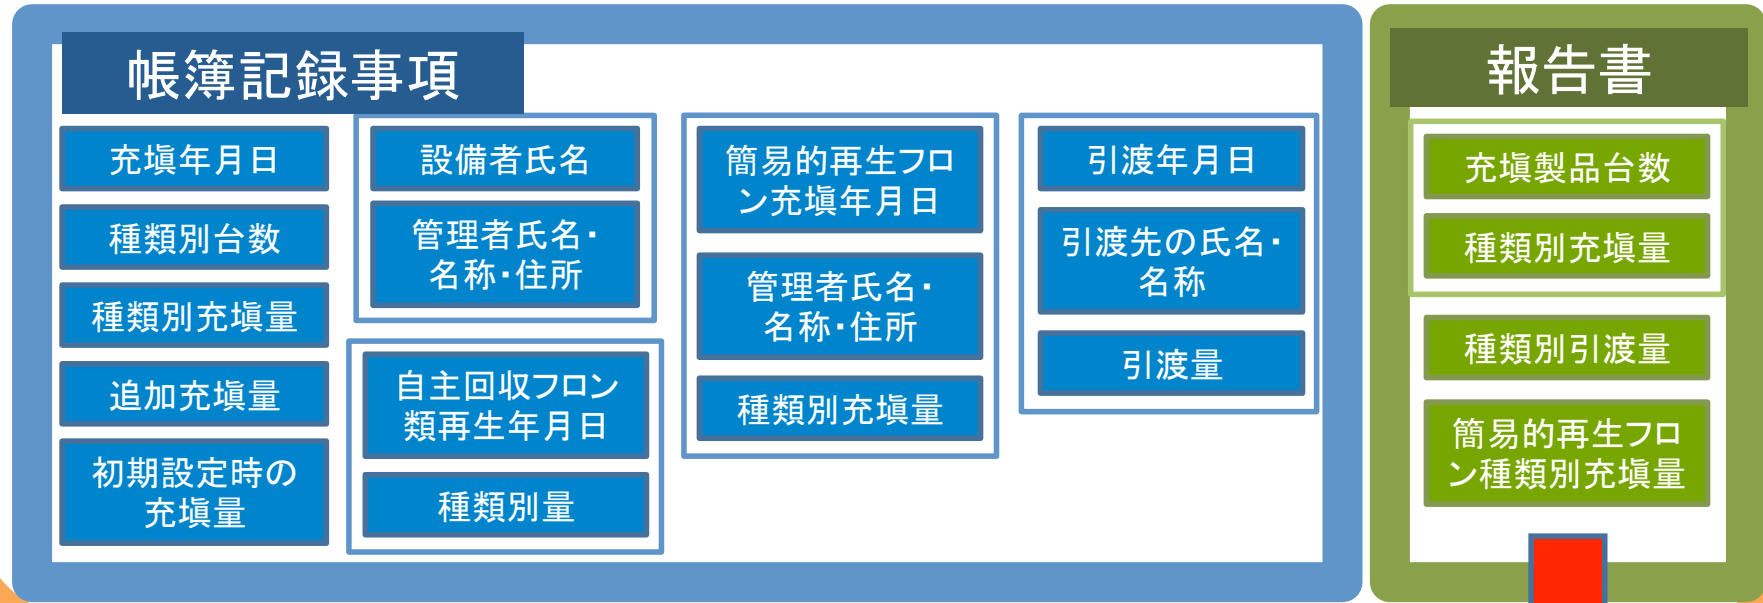 帳簿記録事項
充塡年月日
種類別台数
種類別充塡量
追加充塡量
初期設定時の
充塡量
設備者氏名
管理者氏名・
名称・住所
自主回収フロン
類再生年月日
種類別量
簡易的再生フロ
ン充塡年月日
管理者氏名・
名称・住所
種類別充塡量
引渡年月日
引渡先の氏名・
名称
引渡量
報告書
充塡製品台数
種類別充塡量
種類別引渡量
簡易的再生フロ
ン種類別充塡量